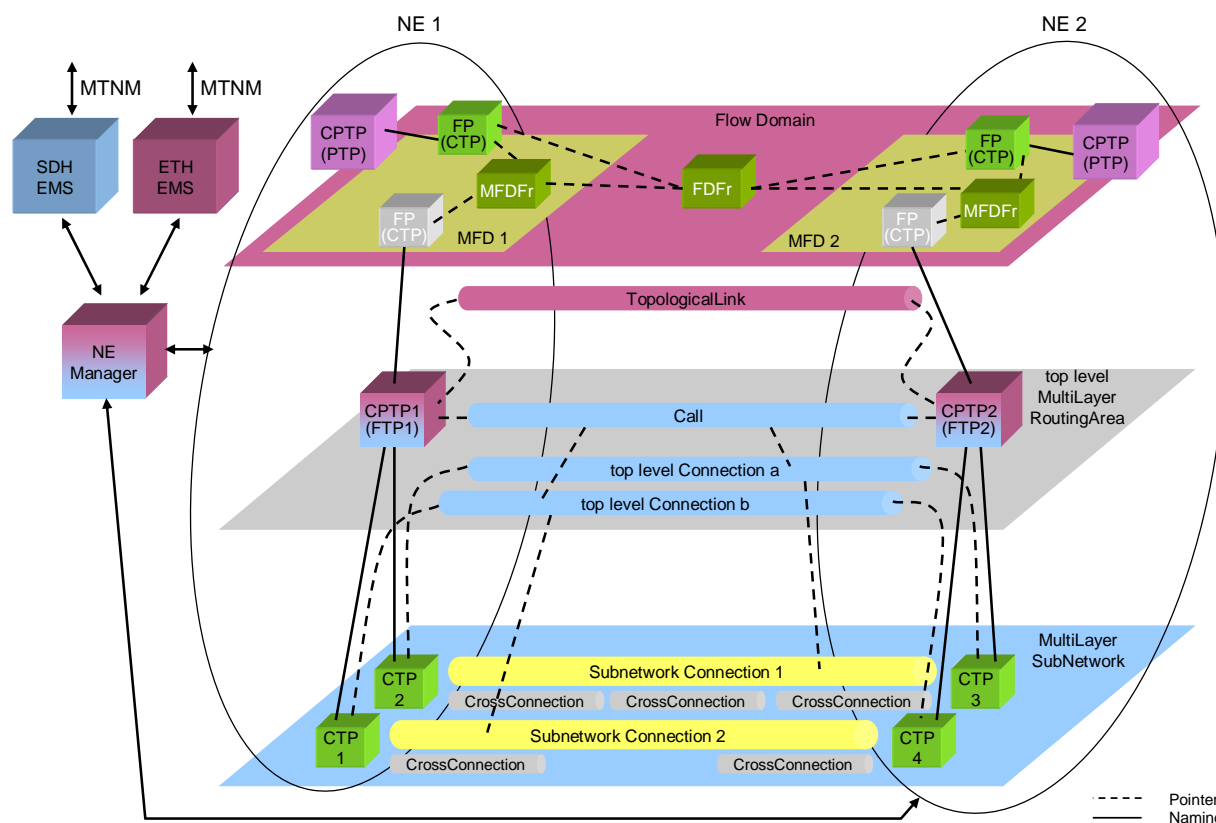 NE 1
NE 2
MTNM
MTNM
SDH
EMS
ETH
EMS
CPTP
(PTP)
FP
(CTP)
Flow Domain
FP
(CTP)
CPTP
(PTP)
MFDFr
FDFr
MFDFr
FP
(CTP)
MFD 1
MFD 2
FP
(CTP)
TopologicalLink
NE
Manager
CPTP1
(FTP1)
Call
CPTP2
(FTP2)
top level
MultiLayer
RoutingArea
top level Connection a
top level Connection b
MultiLayer
SubNetwork
CTP
2
Subnetwork Connection 1
CTP
3
CrossConnection
CrossConnection
CrossConnection
CTP
1
Subnetwork Connection 2
CTP
4
CrossConnection
CrossConnection
Pointer
Naming